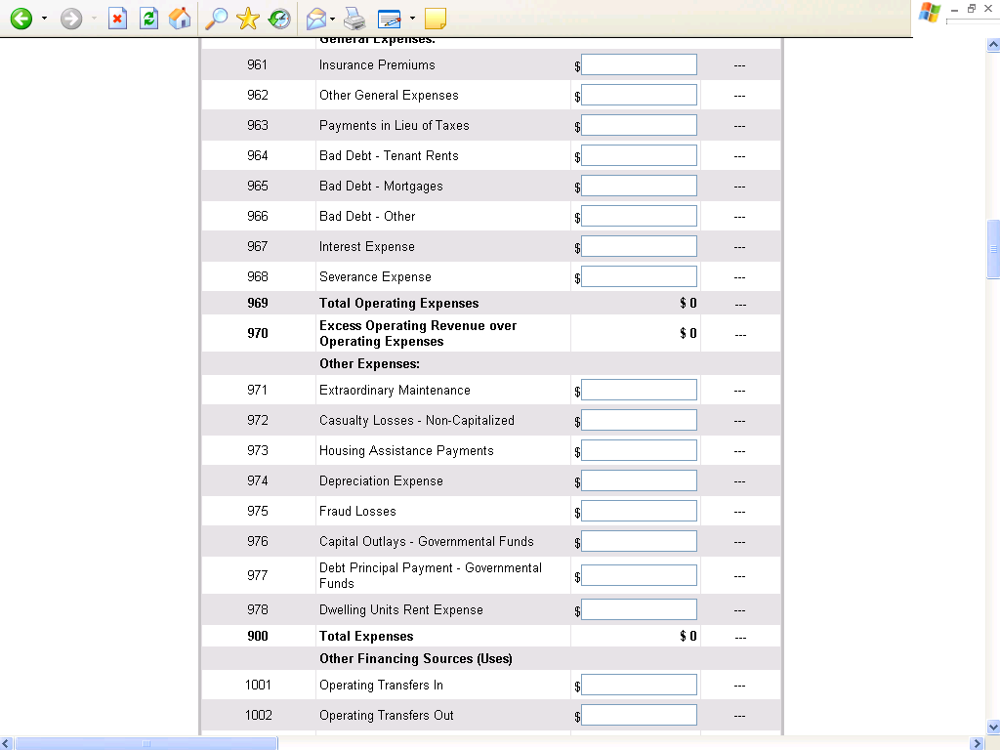 General Expenses:
961 Insurance Premiums $ ---
962 Other General Expenses $ ---
963 Payments in Lieu of Taxes $ ---
964 Bad Debt - Tenant Rents $ ---
965 Bad Debt - Mortgages $ ---
966 Bad Debt - Other $ ---
967 Interest Expense $ ---
968 Severance Expense $ ---
969 Total Operating Expenses $ 0 ---
970 Excess Operating Revenue over
Operating Expenses $ 0 ---
Other Expenses:
971 Extraordinary Maintenance $ ---
972 Casualty Losses - Non-Capitalized $ ---
973 Housing Assistance Payments $ ---
974 Depreciation Expense $ ---
975 Fraud Losses $ ---
976 Capital Outlays - Governmental Funds $ ---
977 Debt Principal Payment - Governmental
Funds $ ---
978 Dwelling Units Rent Expense $ ---
900 Total Expenses $ 0 ---
Other Financing Sources (Uses)
1001 Operating Transfers In $ ---
1002 Operating Transfers Out $ ---